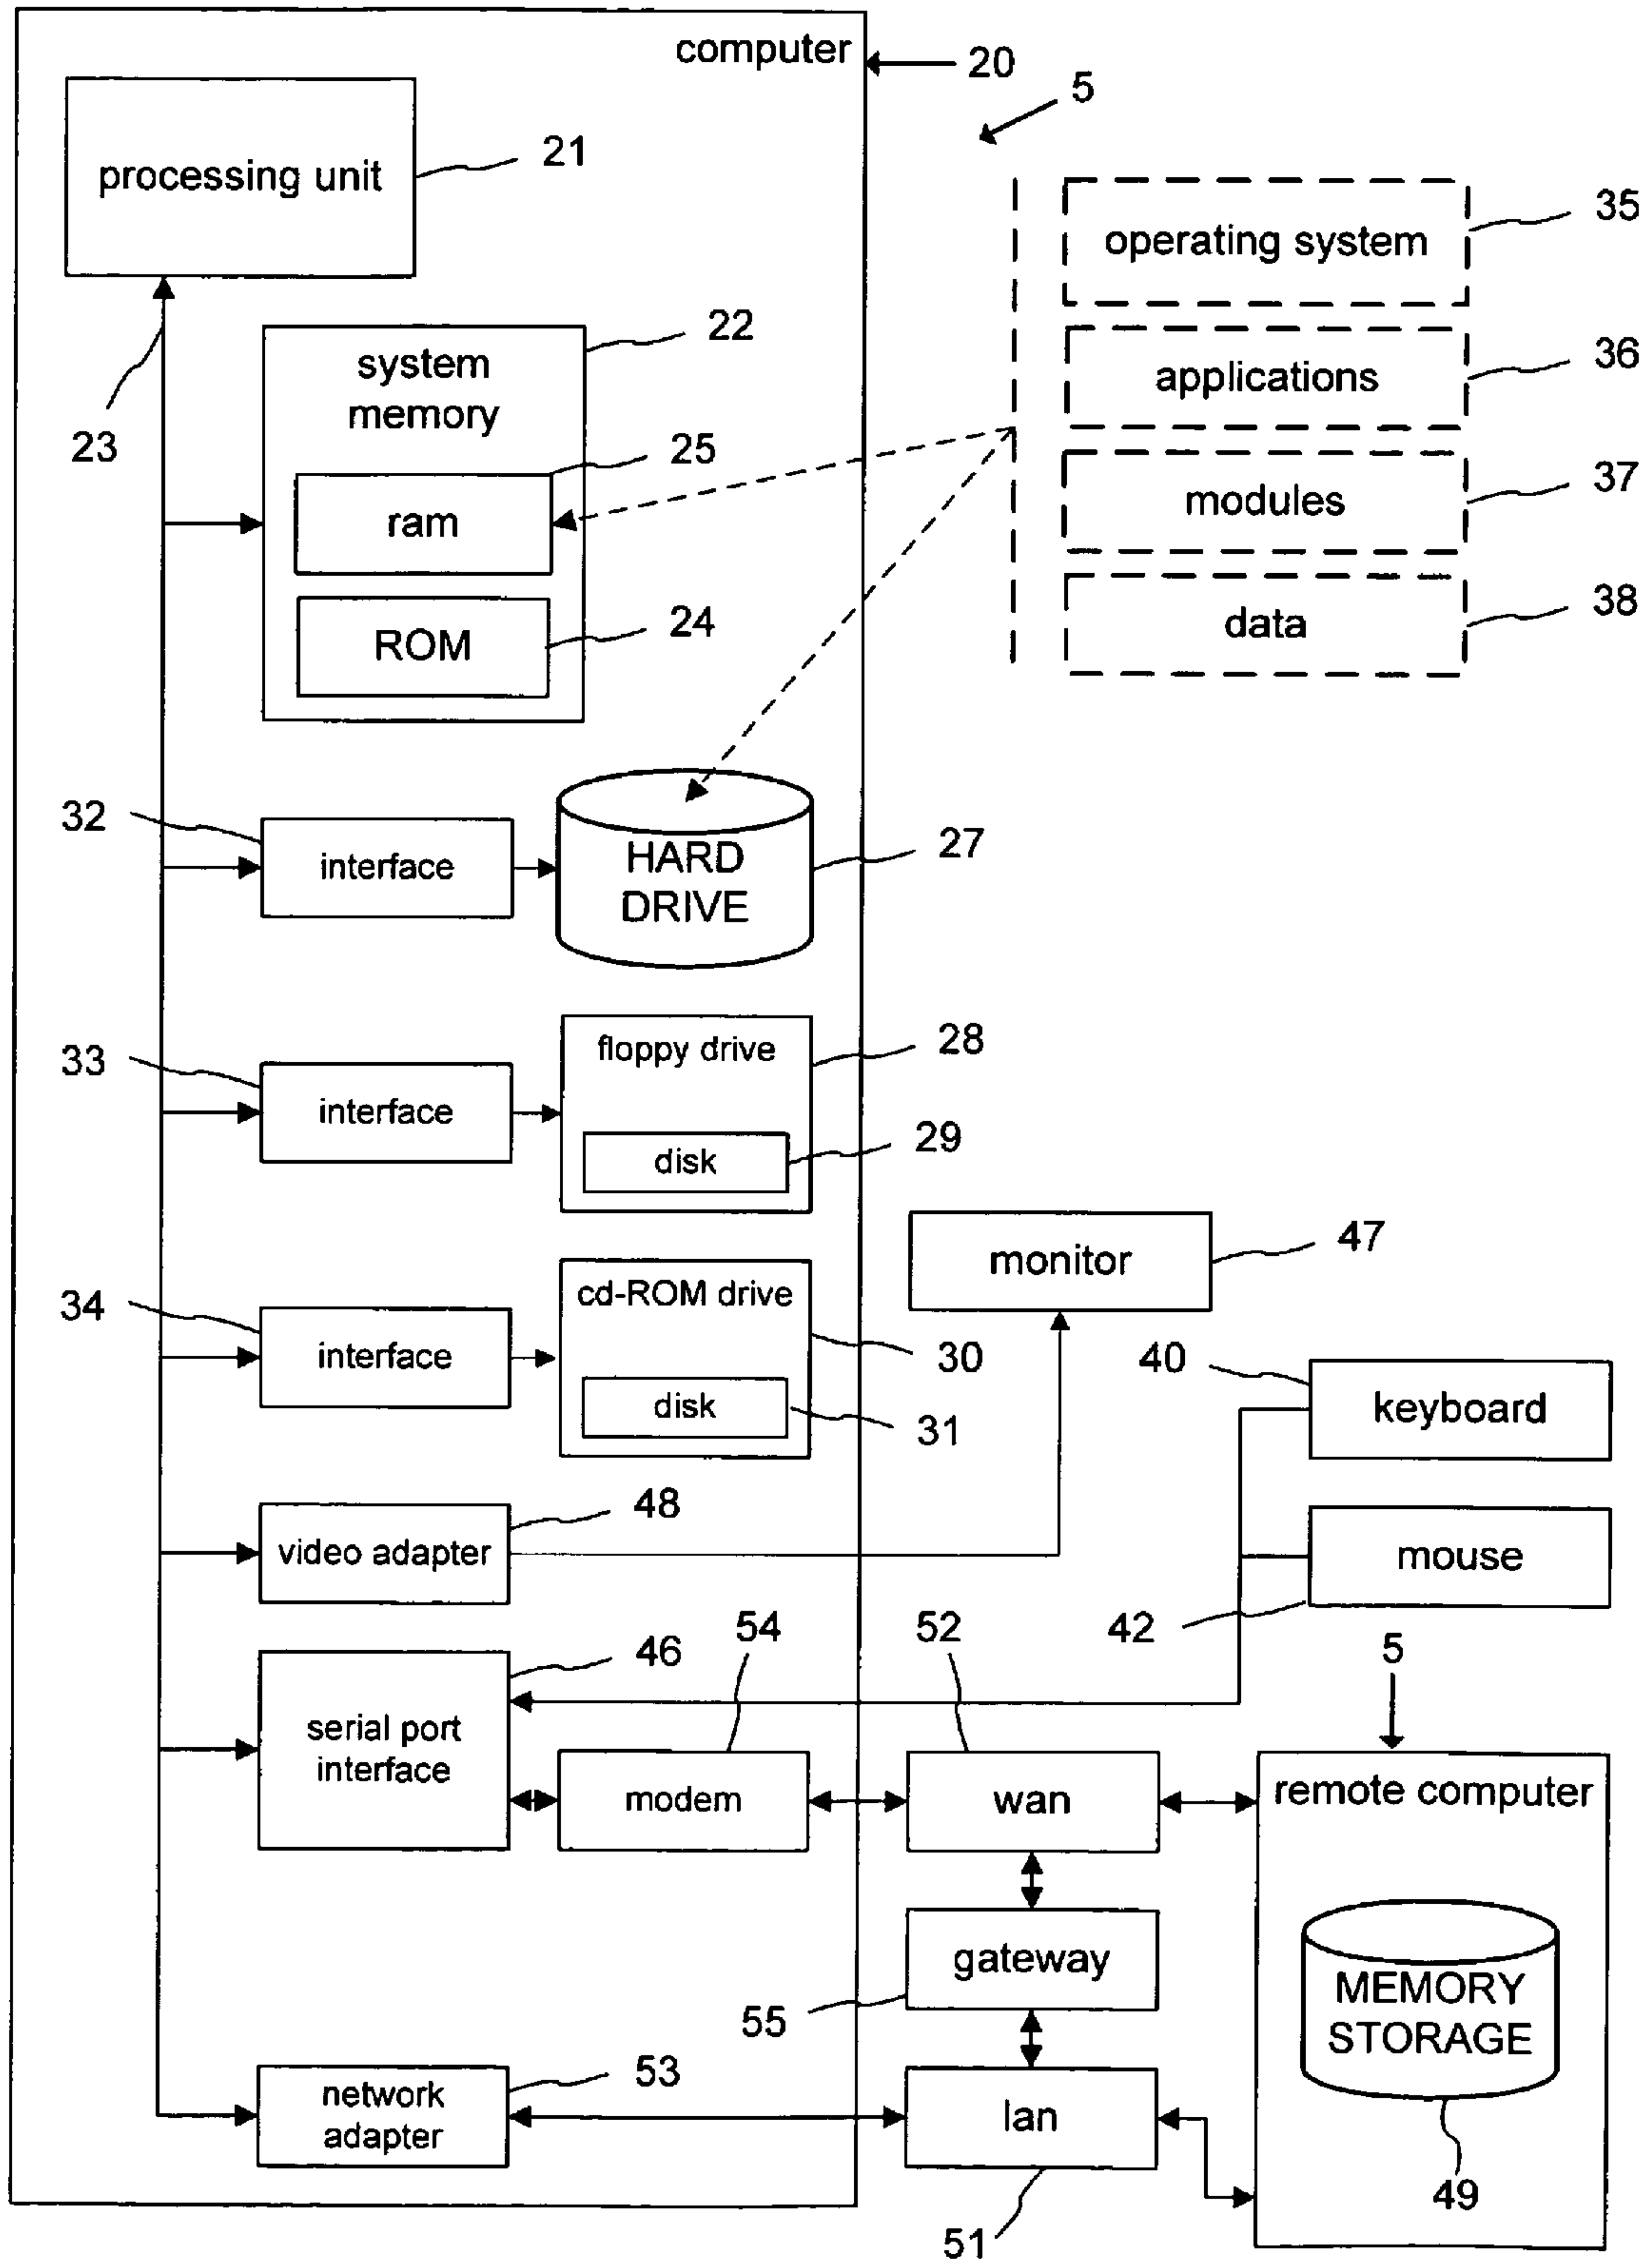 computer
20
5
processing unit
21
operating system
35
system
memory
22
applications
36
23
25
ram
modules
37
ROM
24
data
38
32
interface
HARD
DRIVE
27
33
interface
floppy drive
28
disk
29
monitor
47
34
interface
cd-ROM drive
30
disk
31
40
keyboard
video adapter
48
mouse
42
46
54
52
5
serial port
interface
modem
wan
remote computer
gateway
55
MEMORY
STORAGE
49
network
adapter
53
lan
51